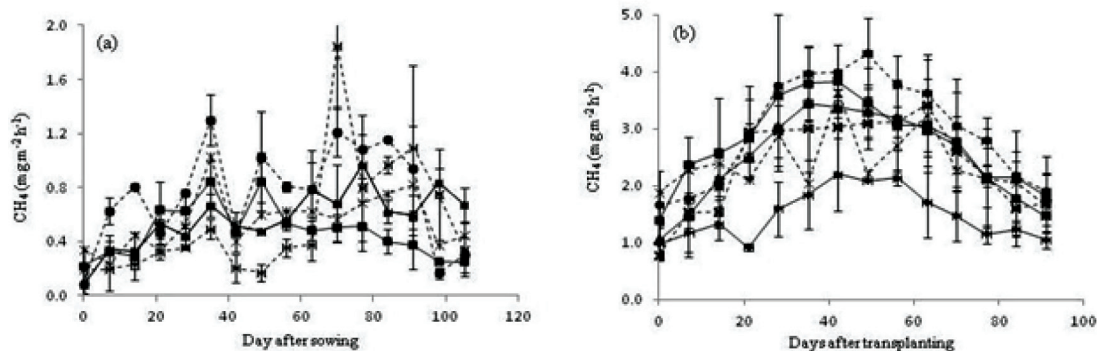 (a)
CH₄ (mg m⁻² h⁻¹)
2.0
1.6
1.2
0.8
0.4
0.0
0 20 40 60 80 100 120
Day after sowing
(b)
CH₄ (mg m⁻² h⁻¹)
5.0
4.0
3.0
2.0
1.0
0.0
0 20 40 60 80 100
Days after transplanting